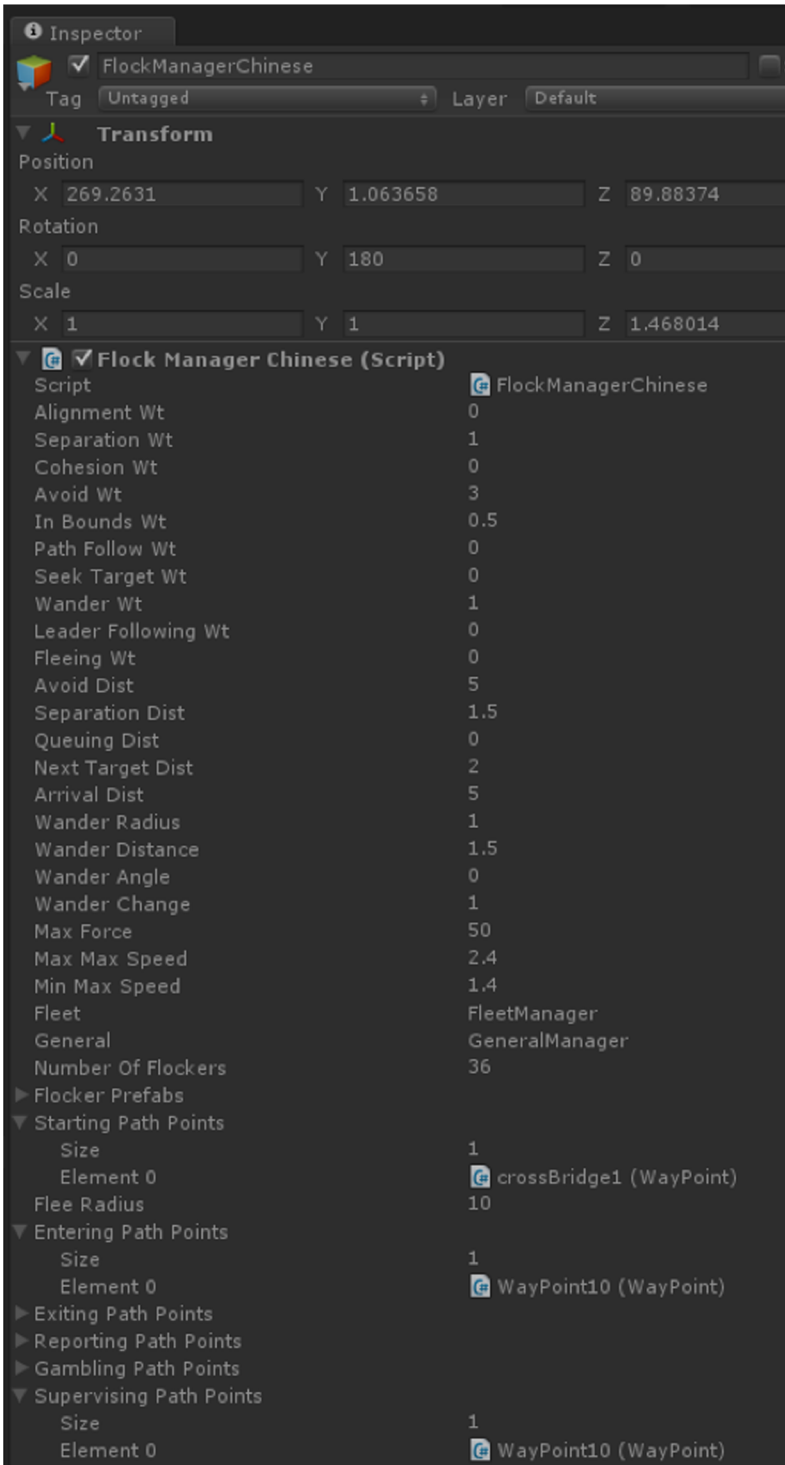 Inspector
FlockManagerChinese
Tag Untagged Layer Default
Transform
Position
X 269.2631 Y 1.063658 Z 89.88374
Rotation
X 0 Y 180 Z 0
Scale
X 1 Y 1 Z 1.468014
Flock Manager Chinese (Script)
Script FlockManagerChinese
Alignment Wt 0
Separation Wt 1
Cohesion Wt 0
Avoid Wt 3
In Bounds Wt 0.5
Path Follow Wt 0
Seek Target Wt 0
Wander Wt 1
Leader Following Wt 0
Fleeing Wt 0
Avoid Dist 5
Separation Dist 1.5
Queuing Dist 0
Next Target Dist 2
Arrival Dist 5
Wander Radius 1
Wander Distance 1.5
Wander Angle 0
Wander Change 1
Max Force 50
Max Max Speed 2.4
Min Max Speed 1.4
Fleet FleetManager
General GeneralManager
Number Of Flockers 36
Flocker Prefabs
Starting Path Points
Size 1
Element 0 crossBridge1 (WayPoint)
Flee Radius 10
Entering Path Points
Size 1
Element 0 WayPoint10 (WayPoint)
Exiting Path Points
Reporting Path Points
Gambling Path Points
Supervising Path Points
Size 1
Element 0 WayPoint10 (WayPoint)